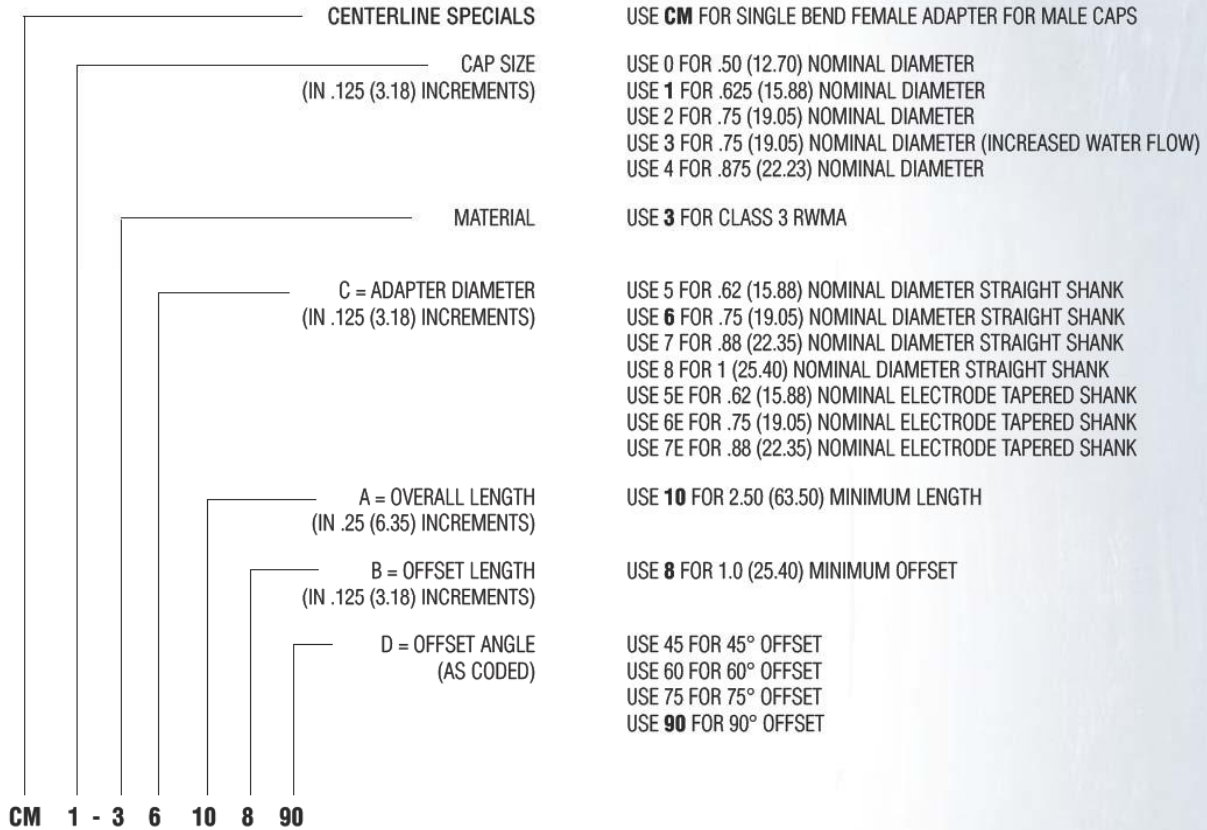 CENTERLINE SPECIALS USE CM FOR SINGLE BEND FEMALE ADAPTER FOR MALE CAPS
CAP SIZE USE 0 FOR .50 (12.70) NOMINAL DIAMETER
(IN .125 (3.18) INCREMENTS) USE 1 FOR .625 (15.88) NOMINAL DIAMETER
USE 2 FOR .75 (19.05) NOMINAL DIAMETER
USE 3 FOR .75 (19.05) NOMINAL DIAMETER (INCREASED WATER FLOW)
USE 4 FOR .875 (22.23) NOMINAL DIAMETER
MATERIAL USE 3 FOR CLASS 3 RWMA
C = ADAPTER DIAMETER USE 5 FOR .62 (15.88) NOMINAL DIAMETER STRAIGHT SHANK
(IN .125 (3.18) INCREMENTS) USE 6 FOR .75 (19.05) NOMINAL DIAMETER STRAIGHT SHANK
USE 7 FOR .88 (22.35) NOMINAL DIAMETER STRAIGHT SHANK
USE 8 FOR 1 (25.40) NOMINAL DIAMETER STRAIGHT SHANK
USE 5E FOR .62 (15.88) NOMINAL ELECTRODE TAPERED SHANK
USE 6E FOR .75 (19.05) NOMINAL ELECTRODE TAPERED SHANK
USE 7E FOR .88 (22.35) NOMINAL ELECTRODE TAPERED SHANK
A = OVERALL LENGTH USE 10 FOR 2.50 (63.50) MINIMUM LENGTH
(IN .25 (6.35) INCREMENTS)
B = OFFSET LENGTH USE 8 FOR 1.0 (25.40) MINIMUM OFFSET
(IN .125 (3.18) INCREMENTS)
D = OFFSET ANGLE USE 45 FOR 45° OFFSET
(AS CODED) USE 60 FOR 60° OFFSET
USE 75 FOR 75° OFFSET
USE 90 FOR 90° OFFSET
CM 1 - 3 6 10 8 90